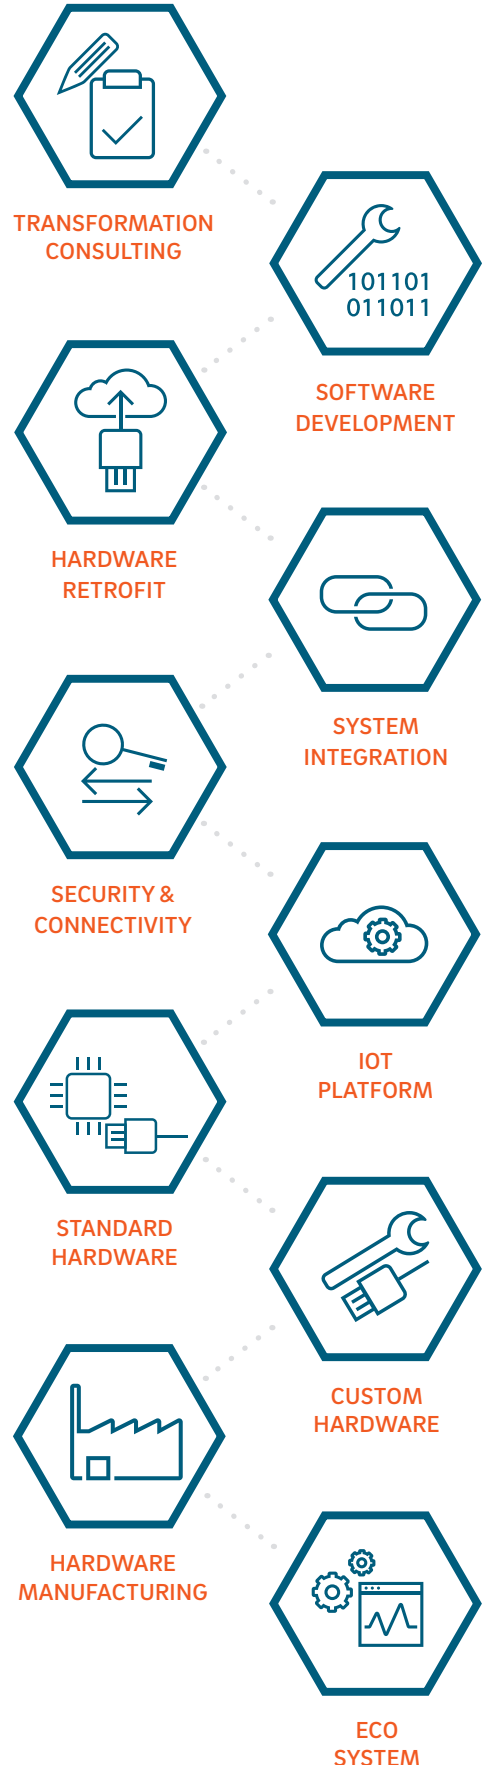 TRANSFORMATION
CONSULTING
101101
011011
SOFTWARE
DEVELOPMENT
HARDWARE
RETROFIT
SYSTEM
INTEGRATION
SECURITY &
CONNECTIVITY
IOT
PLATFORM
STANDARD
HARDWARE
CUSTOM
HARDWARE
HARDWARE
MANUFACTURING
ECO
SYSTEM